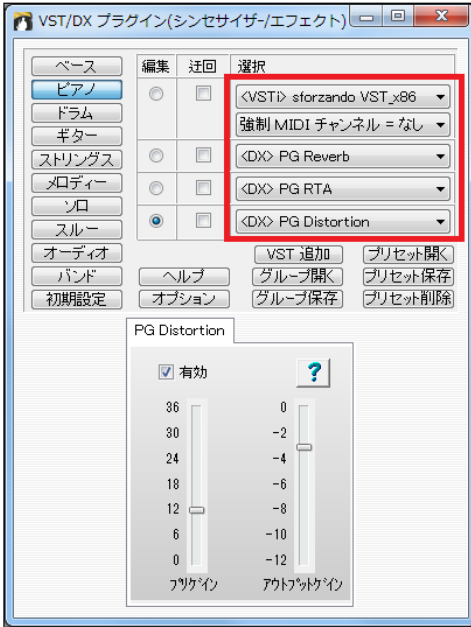 VST/DX プラグイン(シンセサイザｰ/エフェクト)
ベース
編集
迂回
選択
ピアノ
<VSTi> sforzando VST_x86
ドラム
強制 MIDI チャンネル = なし
ギター
ストリングス
<DX> PG Reverb
メロディー
<DX> PG RTA
ソロ
スルー
<DX> PG Distortion
オーディオ
VST 追加
プリセット開く
バンド
ヘルプ
グループ開く
プリセット保存
初期設定
オプション
グループ保存
プリセット削除
PG Distortion
有効
?
36
0
30
-2
24
-4
18
-6
12
-8
6
-10
0
-12
ﾌﾟﾘｹﾞｲﾝ
ｱｳﾄﾌﾟｯﾄｹﾞｲﾝ